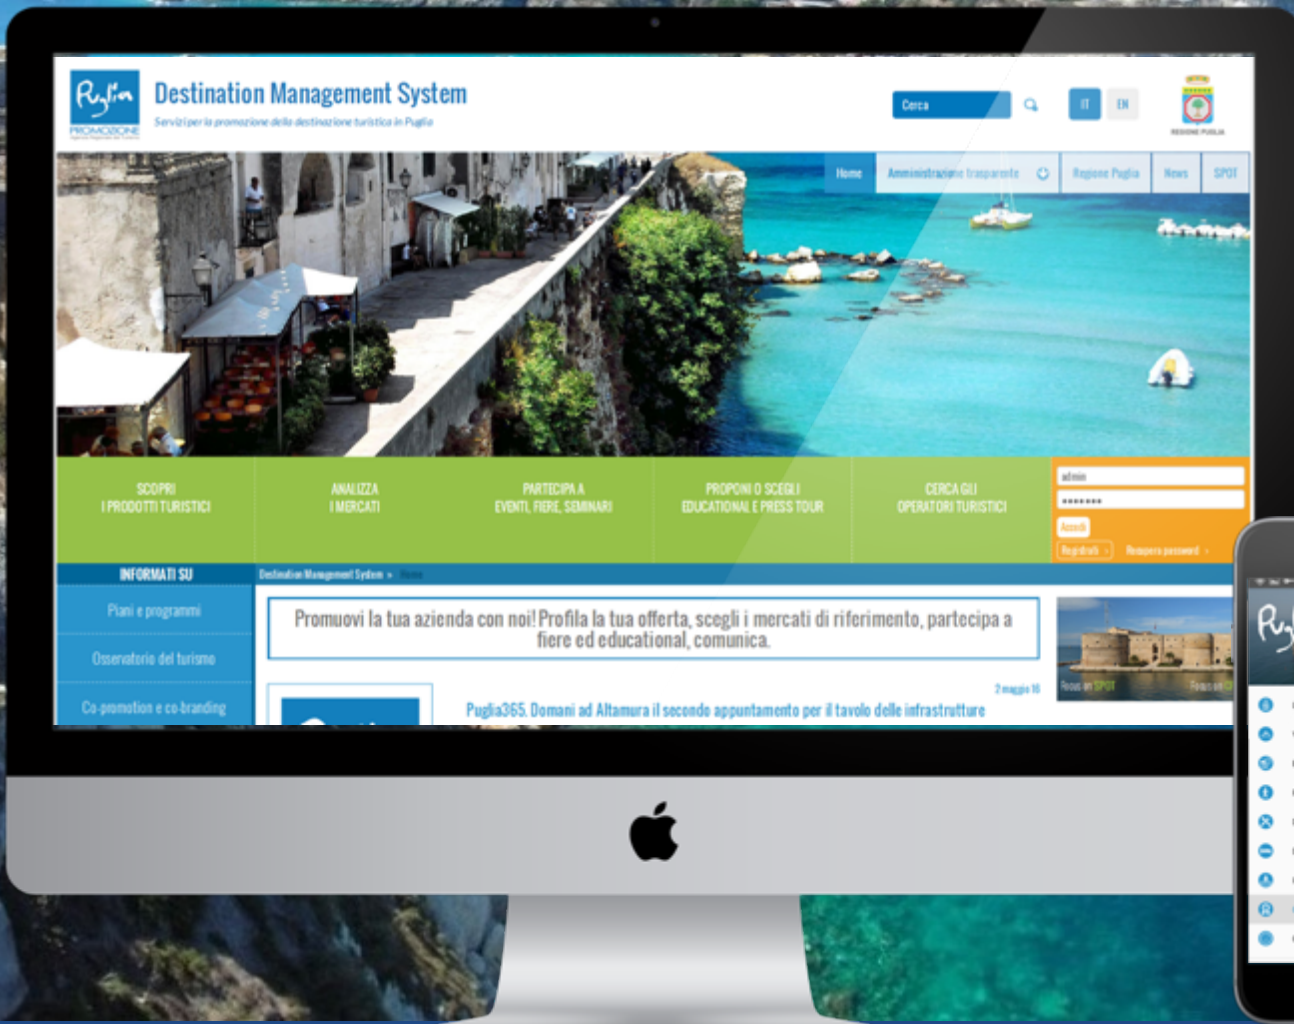 Puglia
PROMOZIONE
Destination Management System
Servizi per la promozione della destinazione turistica in Puglia
Cerca
IT
EN
REGIONE PUGLIA
Home
Amministrazione trasparente
Regione Puglia
News
SPOT
SCOPRI
I PRODOTTI TURISTICI
ANALIZZA
I MERCATI
PARTECIPA A
EVENTI, FIERE, SEMINARI
PROPONI O SCEGLI
EDUCATIONAL E PRESS TOUR
CERCA GLI
OPERATORI TURISTICI
admin
Accedi
Registrati
Recupera password
INFORMATI SU
Piani e programmi
Osservatorio del turismo
Co-promotion e co-branding
Destination Management System » Home
Promuovi la tua azienda con noi! Profila la tua offerta, scegli i mercati di riferimento, partecipa a
fiere ed educational, comunica.
2 maggio 16
Puglia365. Domani ad Altamura il secondo appuntamento per il tavolo delle infrastrutture
Focus on SPOT
Focus on